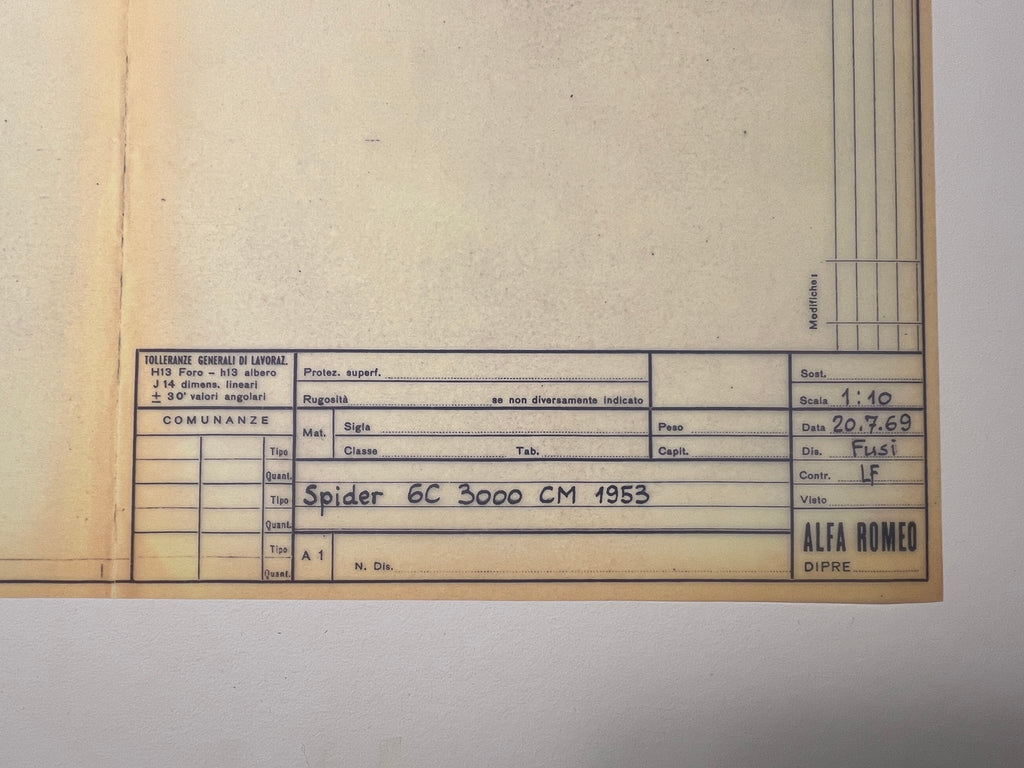 Modifiche:
TOLLERANZE GENERALI DI LAVORAZ.
H13 Foro – h13 albero
J 14 dimens. lineari
± 30' valori angolari
COMUNANZE
Tipo
Quant.
Tipo
Quant.
Tipo
Quant.
Protez. superf.
Rugosità se non diversamente indicato
Mat.
Sigla
Classe Tab.
Peso
Capit.
Spider 6C 3000 CM 1953
A 1
N. Dis.
Sost.
Scala 1:10
Data 20.7.69
Dis. Fusi
Contr. LF
Visto
ALFA ROMEO
DIPRE